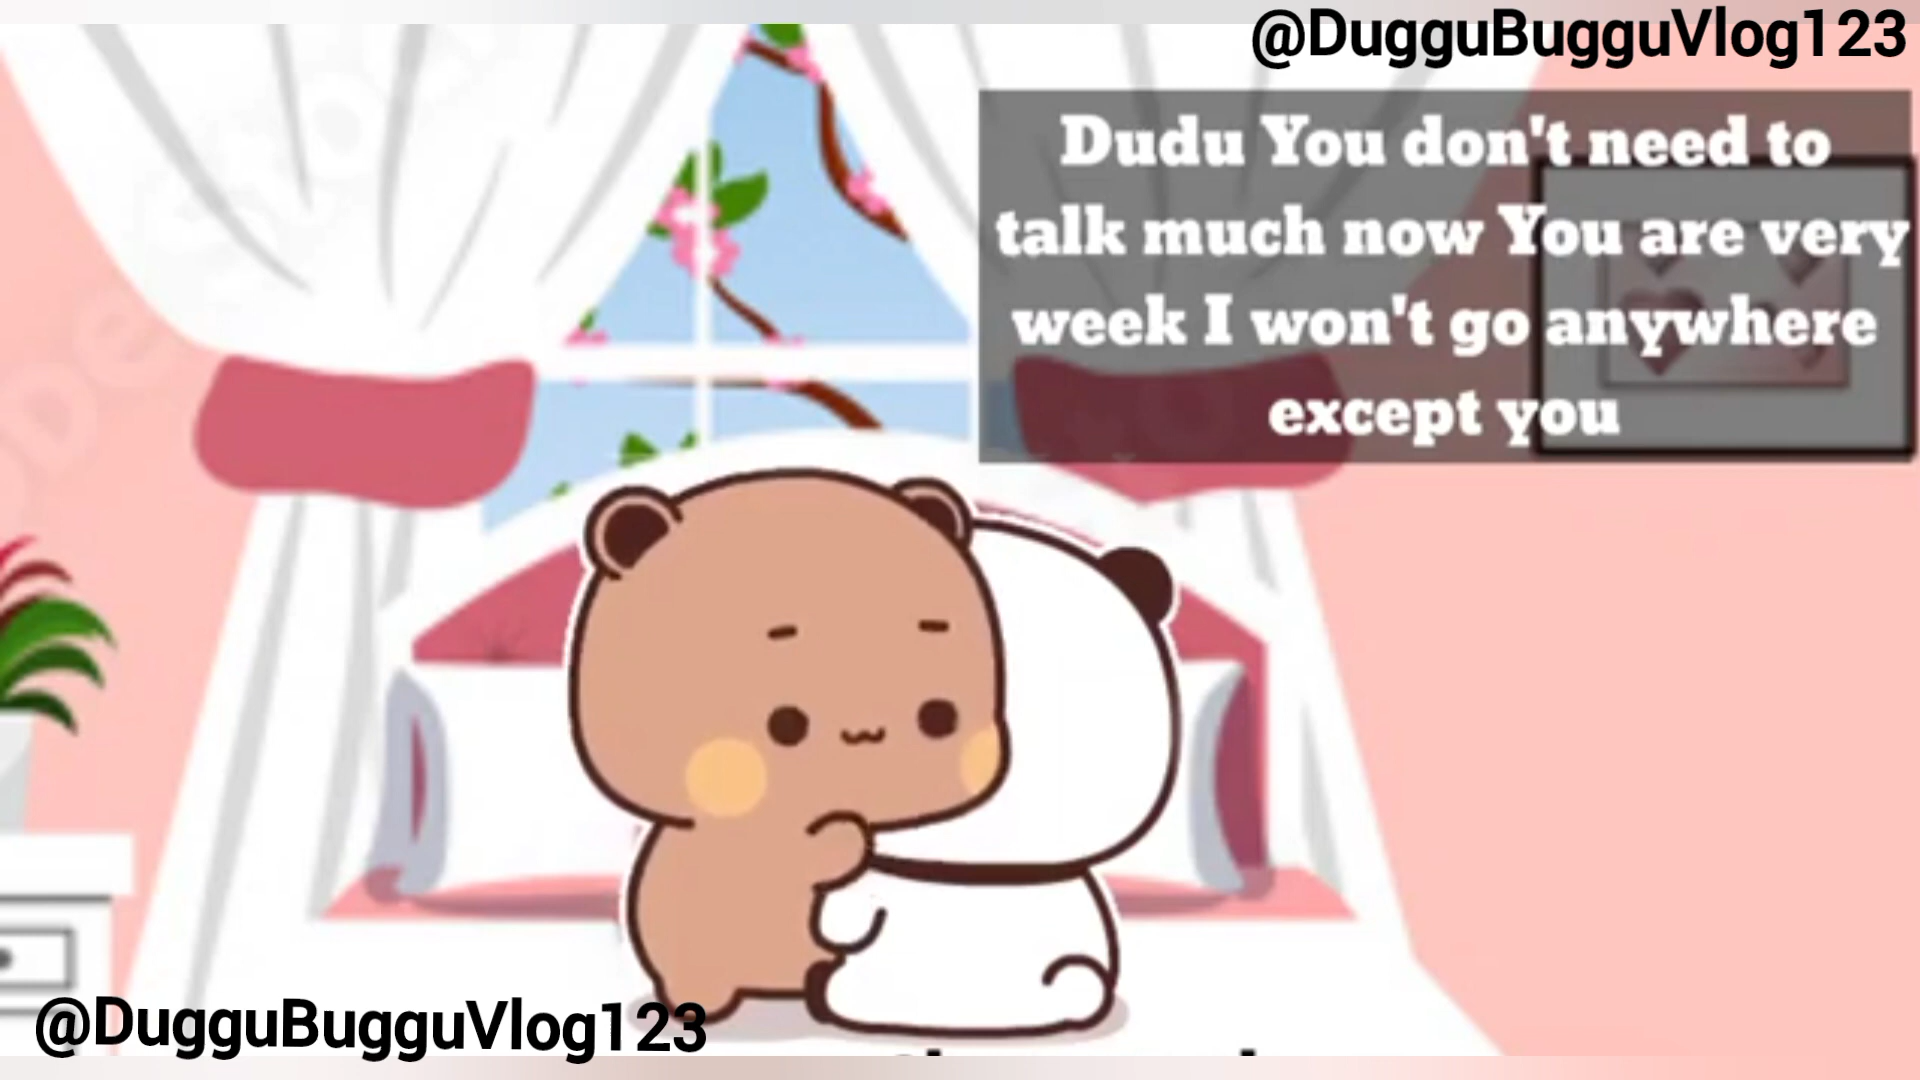 @DugguBugguVlog123
Dudu You don't need to
talk much now You are very
week I won't go anywhere
except you
@DugguBugguVlog123